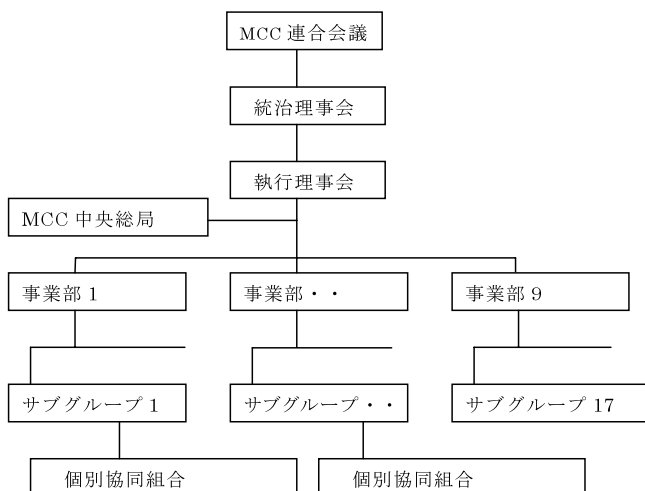 MCC 連合会議
統治理事会
執行理事会
MCC 中央総局
事業部 1
事業部・・
事業部 9
サブグループ 1
サブグループ・・
サブグループ 17
個別協同組合
個別協同組合